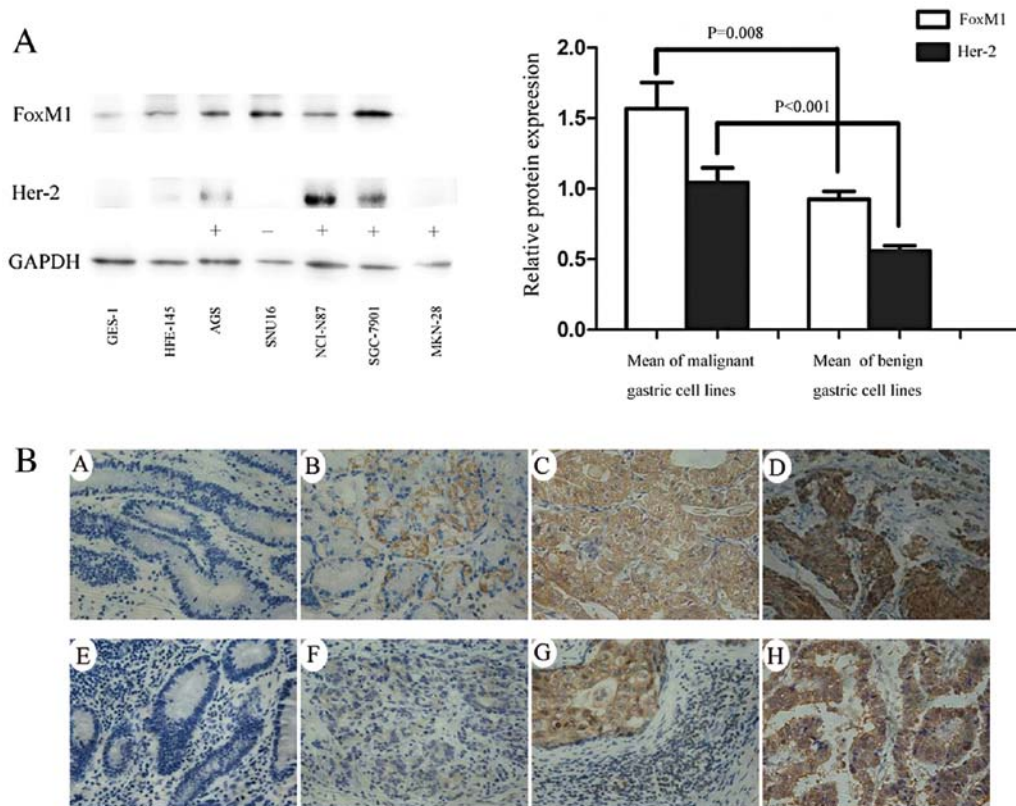 A
FoxM1
Her-2
+ − + + +
GAPDH
GES-1
HFE-145
AGS
SNU16
NCI-N87
SGC-7901
MKN-28
FoxM1
Her-2
P=0.008
P<0.001
Relative protein expreesion
2.0
1.5
1.0
0.5
0.0
Mean of malignant
gastric cell lines
Mean of benign
gastric cell lines
B
A
B
C
D
E
F
G
H